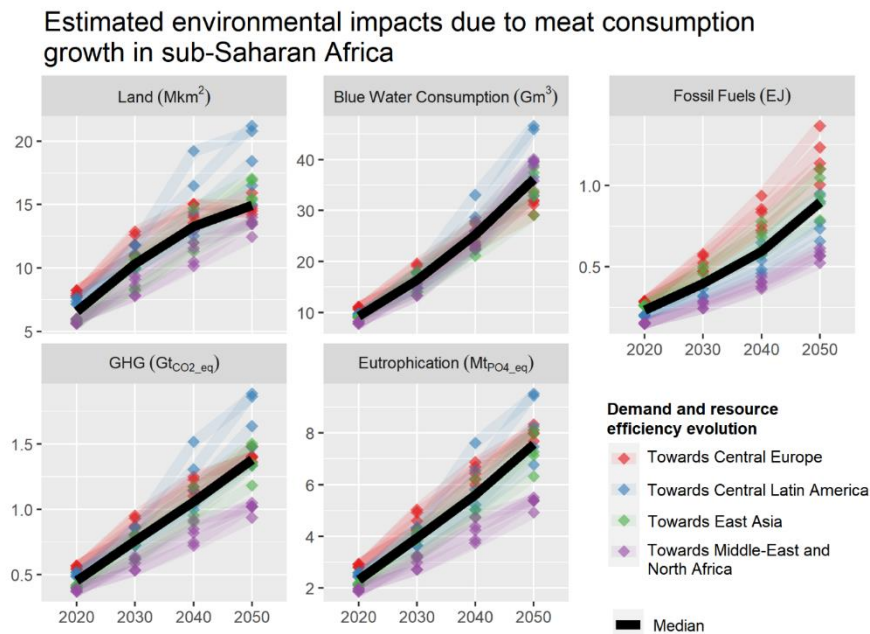 Estimated environmental impacts due to meat consumption
growth in sub-Saharan Africa
Land (Mkm²)
Blue Water Consumption (Gm³)
Fossil Fuels (EJ)
20
15
10
5
40
30
20
10
1.0
0.5
2020 2030 2040 2050
GHG (Gt_CO2_eq)
Eutrophication (Mt_PO4_eq)
1.5
1.0
0.5
8
6
4
2
2020 2030 2040 2050
2020 2030 2040 2050
Demand and resource
efficiency evolution
Towards Central Europe
Towards Central Latin America
Towards East Asia
Towards Middle-East and
North Africa
Median